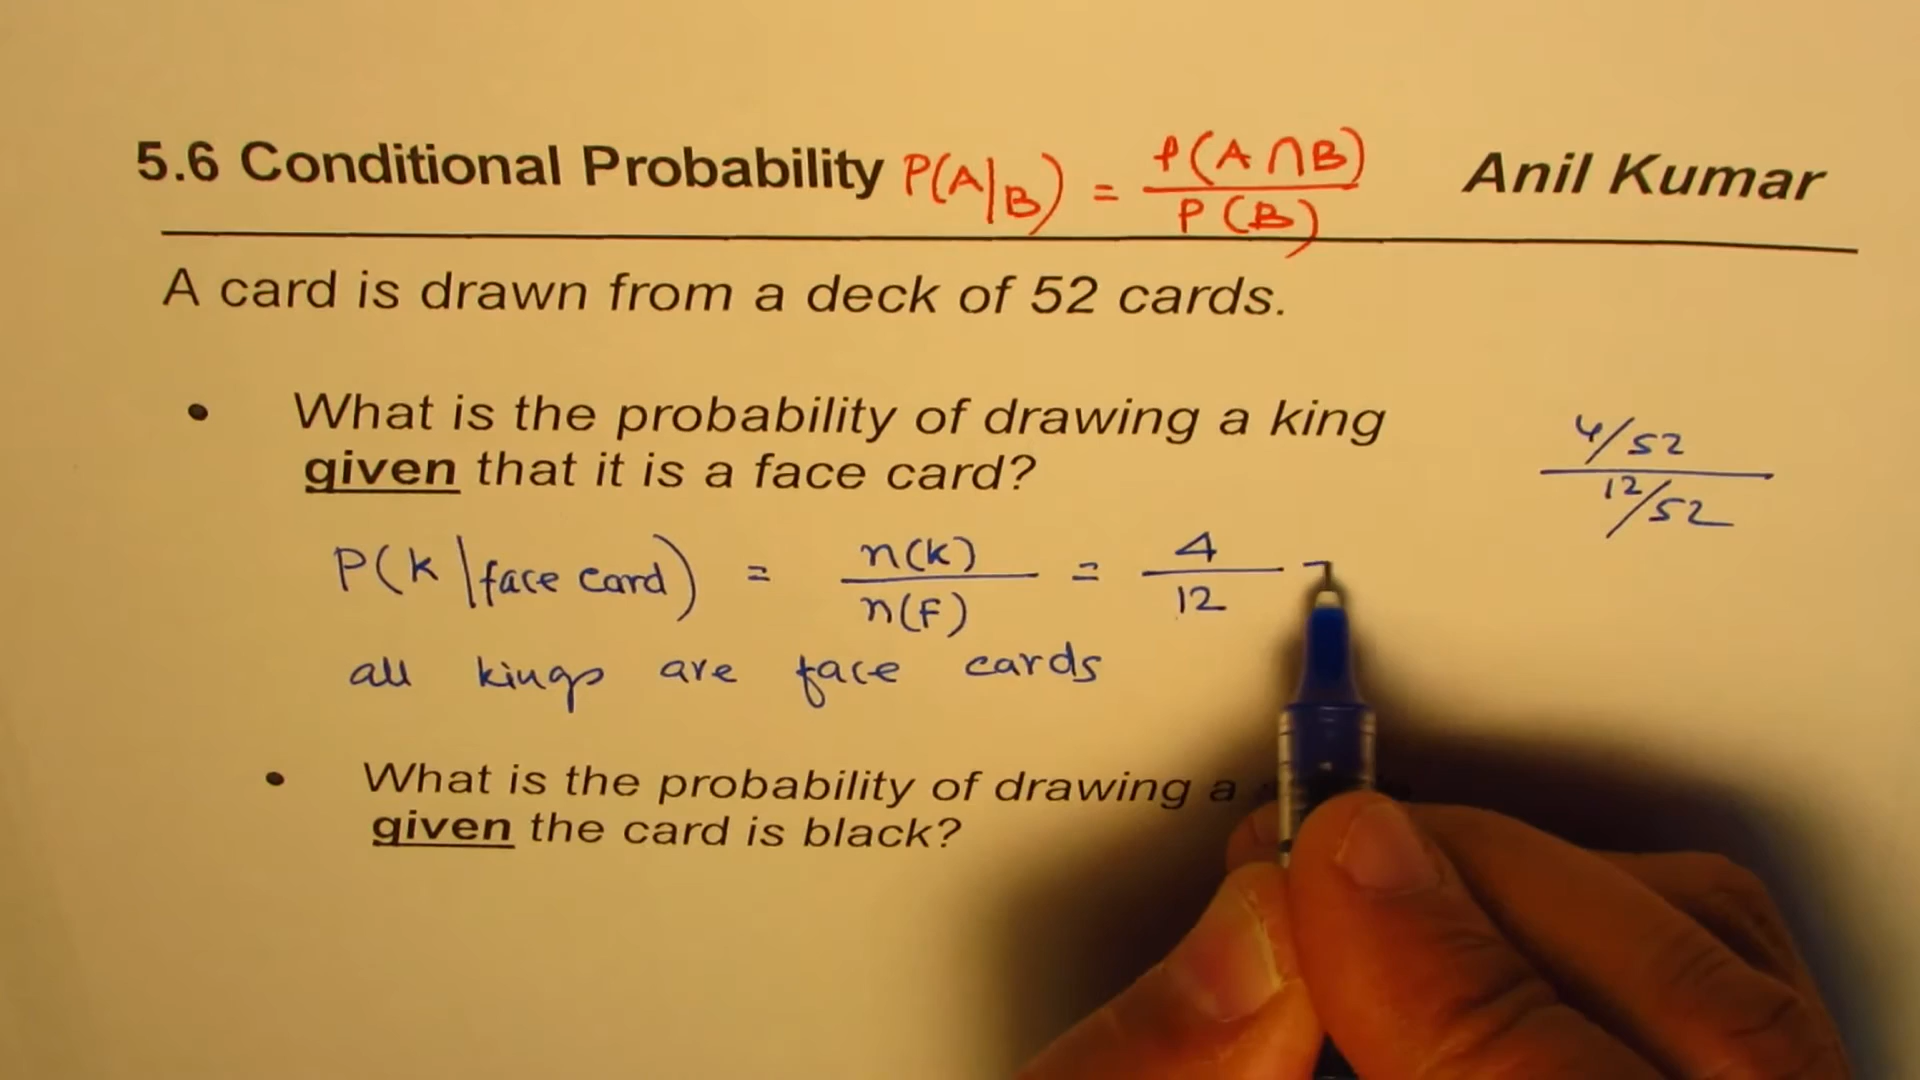 5.6 Conditional Probability P(A|B) = P(A∩B)/P(B) Anil Kumar
A card is drawn from a deck of 52 cards.
• What is the probability of drawing a king
given that it is a face card?
4/52
12/52
P(K | face card) = n(K)/n(F) = 4/12
all kings are face cards
• What is the probability of drawing a
given the card is black?